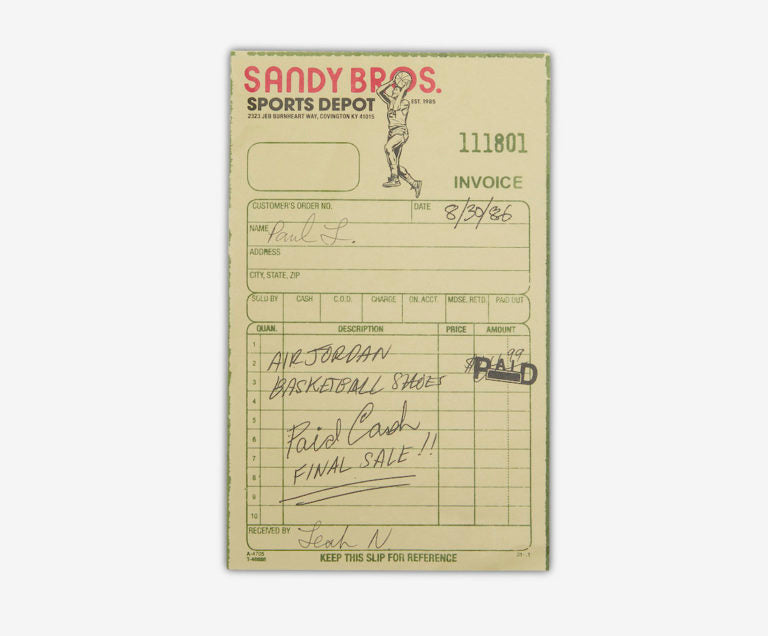 SANDY BROS.
SPORTS DEPOT EST. 1985
2323 JEB BURNHEART WAY, COVINGTON KY 41015
111801
INVOICE
CUSTOMER'S ORDER NO. DATE 8/30/86
NAME Paul L.
ADDRESS
CITY, STATE, ZIP
SOLD BY CASH C.O.D. CHARGE ON. ACCT. MDSE. RETD. PAID OUT
QUAN. DESCRIPTION PRICE AMOUNT
1
2 AIR JORDAN 99
3 BASKETBALL SHOES PAID
4
5
6 Paid Cash
7 FINAL SALE!!
8
9
10
RECEIVED BY Leah N.
A-4705
KEEP THIS SLIP FOR REFERENCE